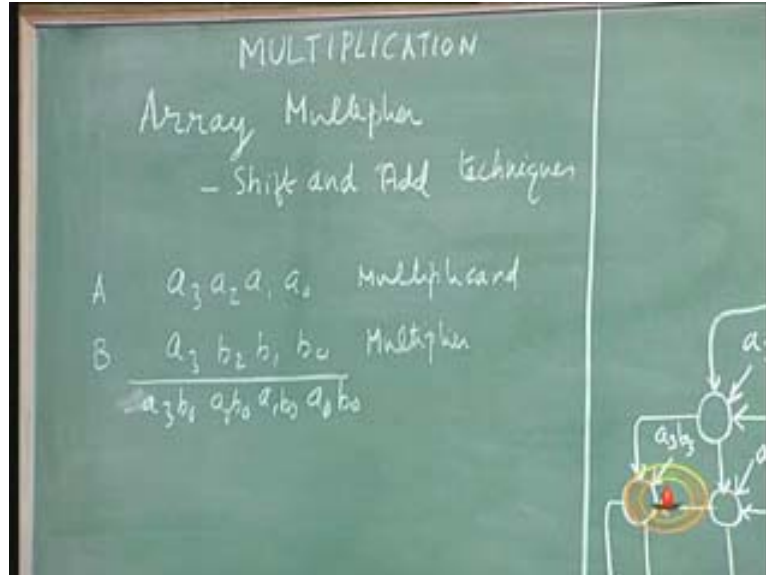 MULTIPLICATION
Array Multiplier
- Shift and Add techniques
A a₃ a₂ a₁ a₀ Multiplicand
B a₃ b₂ b₁ b₀ Multiplier
a₃b₀ a₂b₀ a₁b₀ a₀b₀
a₃b₃